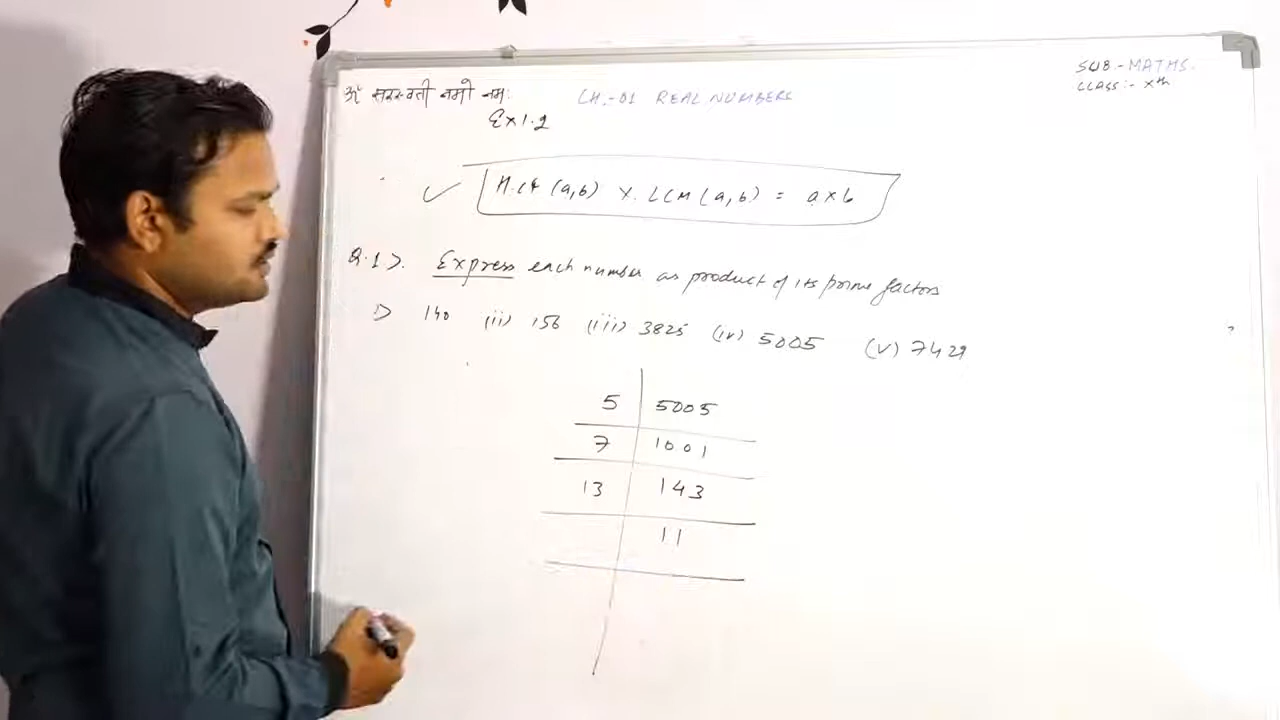 ॐ सरस्वती नमो नमः
CH.-01 REAL NUMBERS
SUB.-MATHS.
CLASS:- Xth
Ex 1.2
H.C.F (a,b) X. LCM (a,b) = a x b
Q.1>. Express each number as product of its prime factors
i> 140 (ii) 156 (iii) 3825 (iv) 5005 (v) 7429
5 5005
7 1001
13 143
11